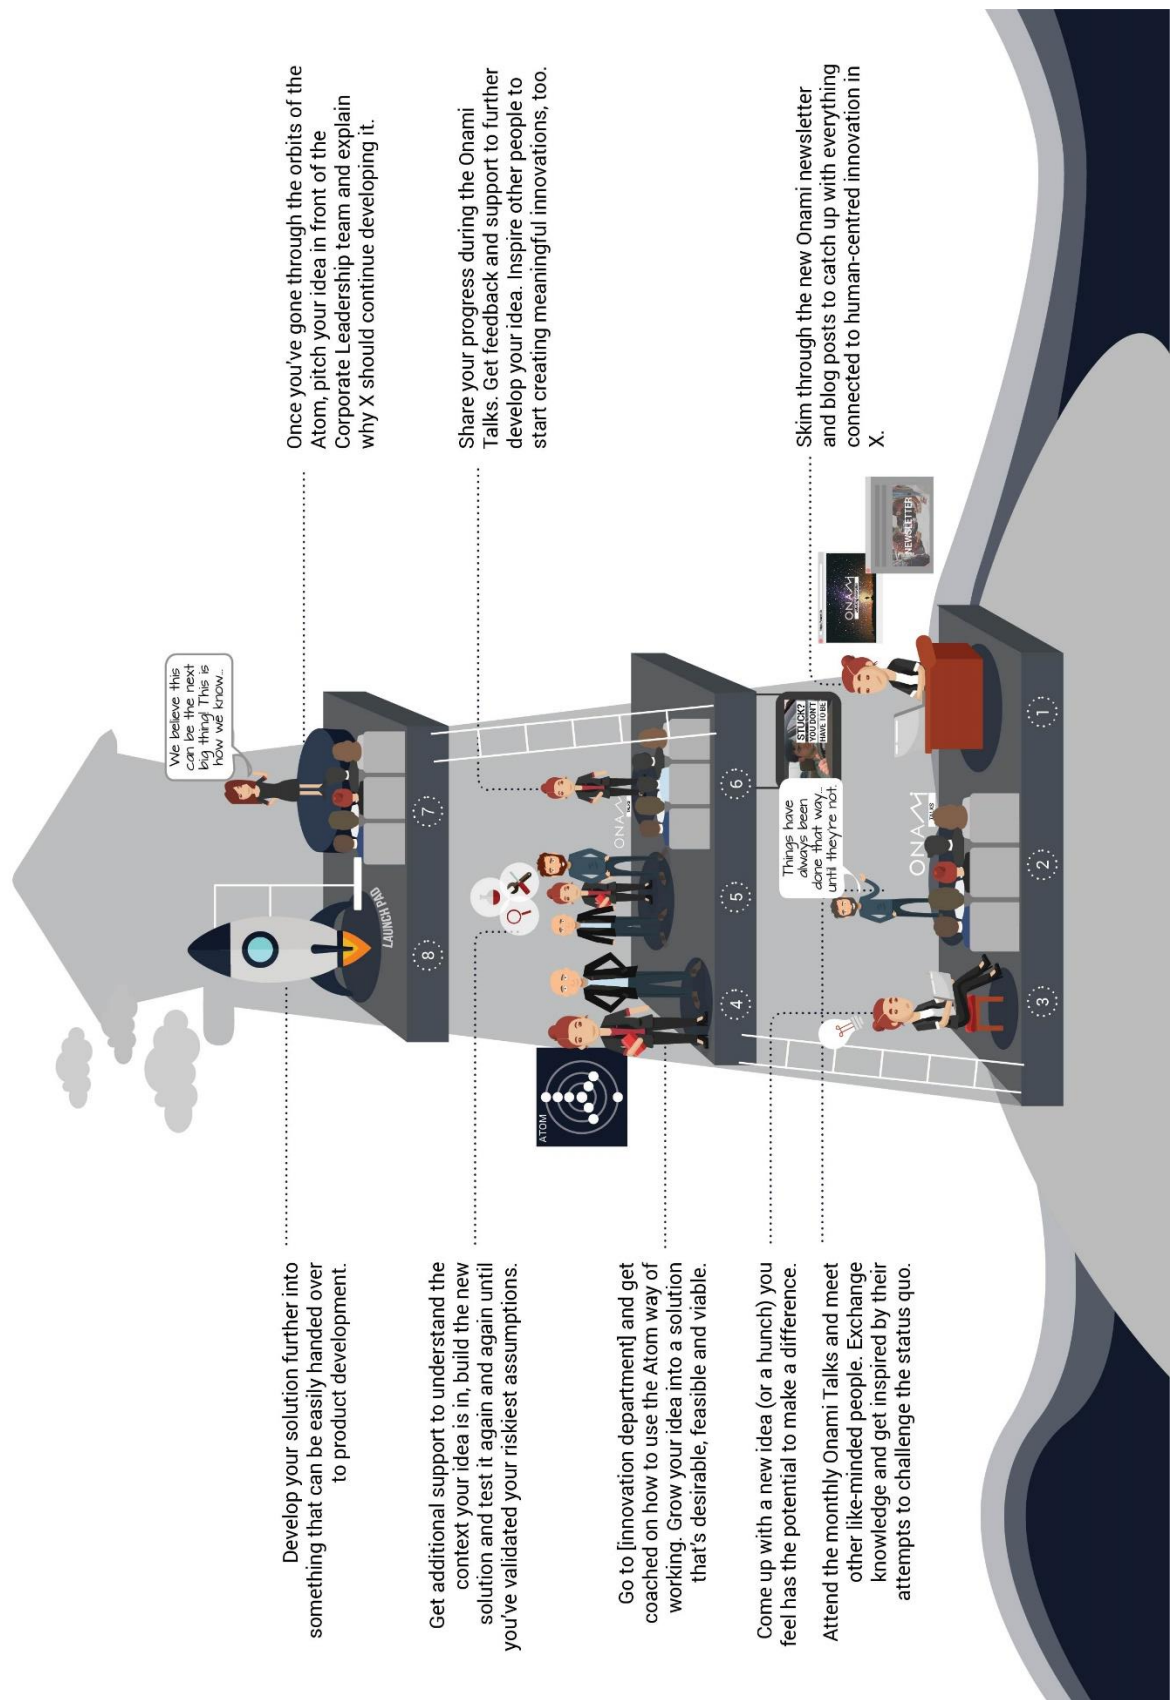 Develop your solution further into
something that can be easily handed over
to product development.
Get additional support to understand the
context your idea is in, build the new
solution and test it again and again until
you've validated your riskiest assumptions.
Go to [innovation department] and get
coached on how to use the Atom way of
working. Grow your idea into a solution
that's desirable, feasible and viable.
Come up with a new idea (or a hunch) you
feel has the potential to make a difference.
Attend the monthly Onami Talks and meet
other like-minded people. Exchange
knowledge and get inspired by their
attempts to challenge the status quo.
We believe this
can be the next
big thing! This is
how we know...
LAUNCH PAD
8
7
ATOM
ONAM
4
5
6
STUCK?
YOU DON'T
HAVE TO BE
Things have
always been
done that way...
until they're not.
ONAM
TALKS
ONAM
NEWSLETTER
3
2
1
Once you've gone through the orbits of the
Atom, pitch your idea in front of the
Corporate Leadership team and explain
why X should continue developing it.
Share your progress during the Onami
Talks. Get feedback and support to further
develop your idea. Inspire other people to
start creating meaningful innovations, too.
Skim through the new Onami newsletter
and blog posts to catch up with everything
connected to human-centred innovation in
X.